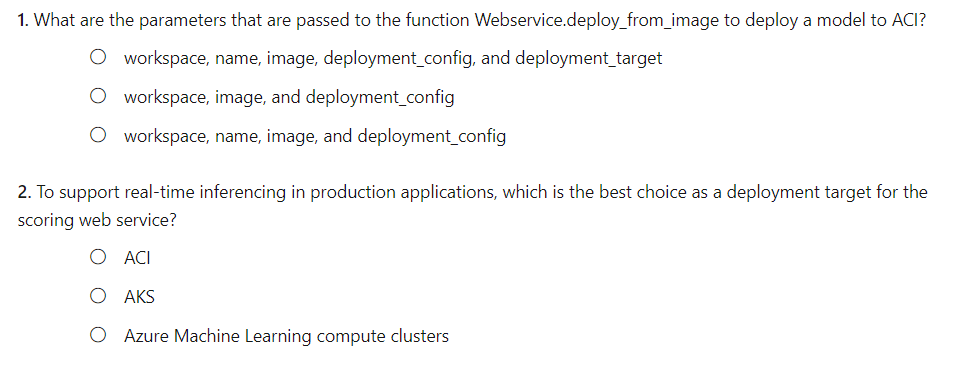 1. What are the parameters that are passed to the function Webservice.deploy_from_image to deploy a model to ACI?
workspace, name, image, deployment_config, and deployment_target
workspace, image, and deployment_config
workspace, name, image, and deployment_config
2. To support real-time inferencing in production applications, which is the best choice as a deployment target for the
scoring web service?
ACI
AKS
Azure Machine Learning compute clusters